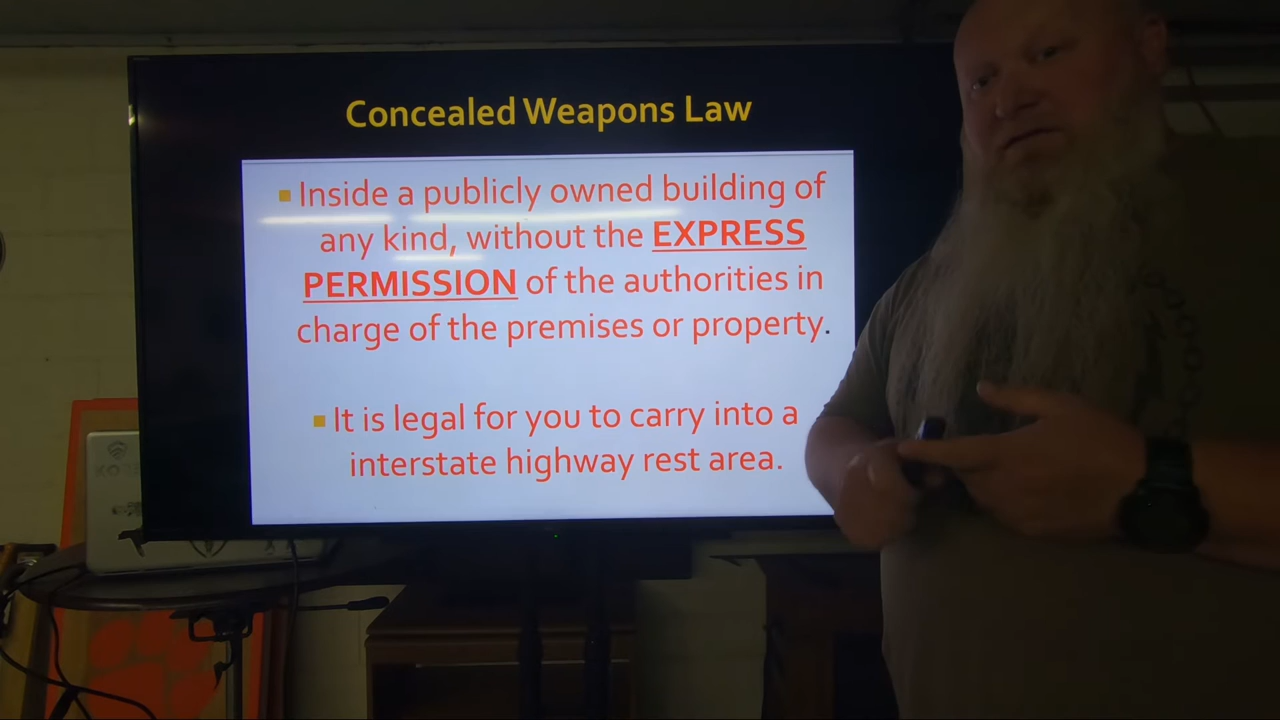 Concealed Weapons Law
Inside a publicly owned building of
any kind, without the EXPRESS
PERMISSION of the authorities in
charge of the premises or property.
It is legal for you to carry into a
interstate highway rest area.